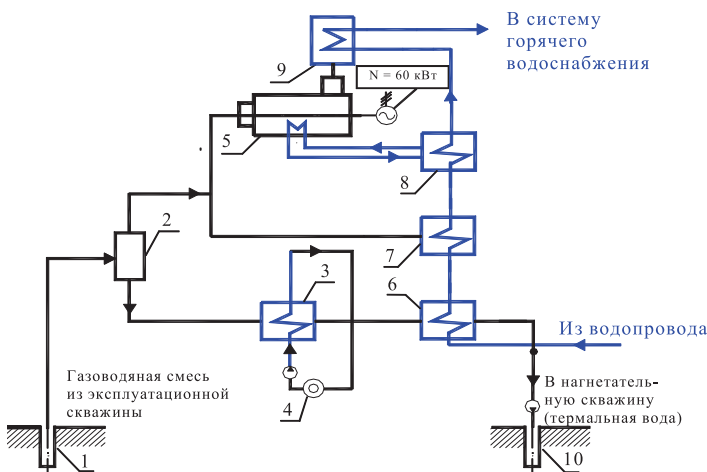 В систему
горячего
водоснабжения
9
N = 60 кВт
5
8
2
7
3
6
Из водопровода
Газоводяная смесь
из эксплуатационной
скважины
4
В нагнетатель-
ную скважину
(термальная вода)
1
10